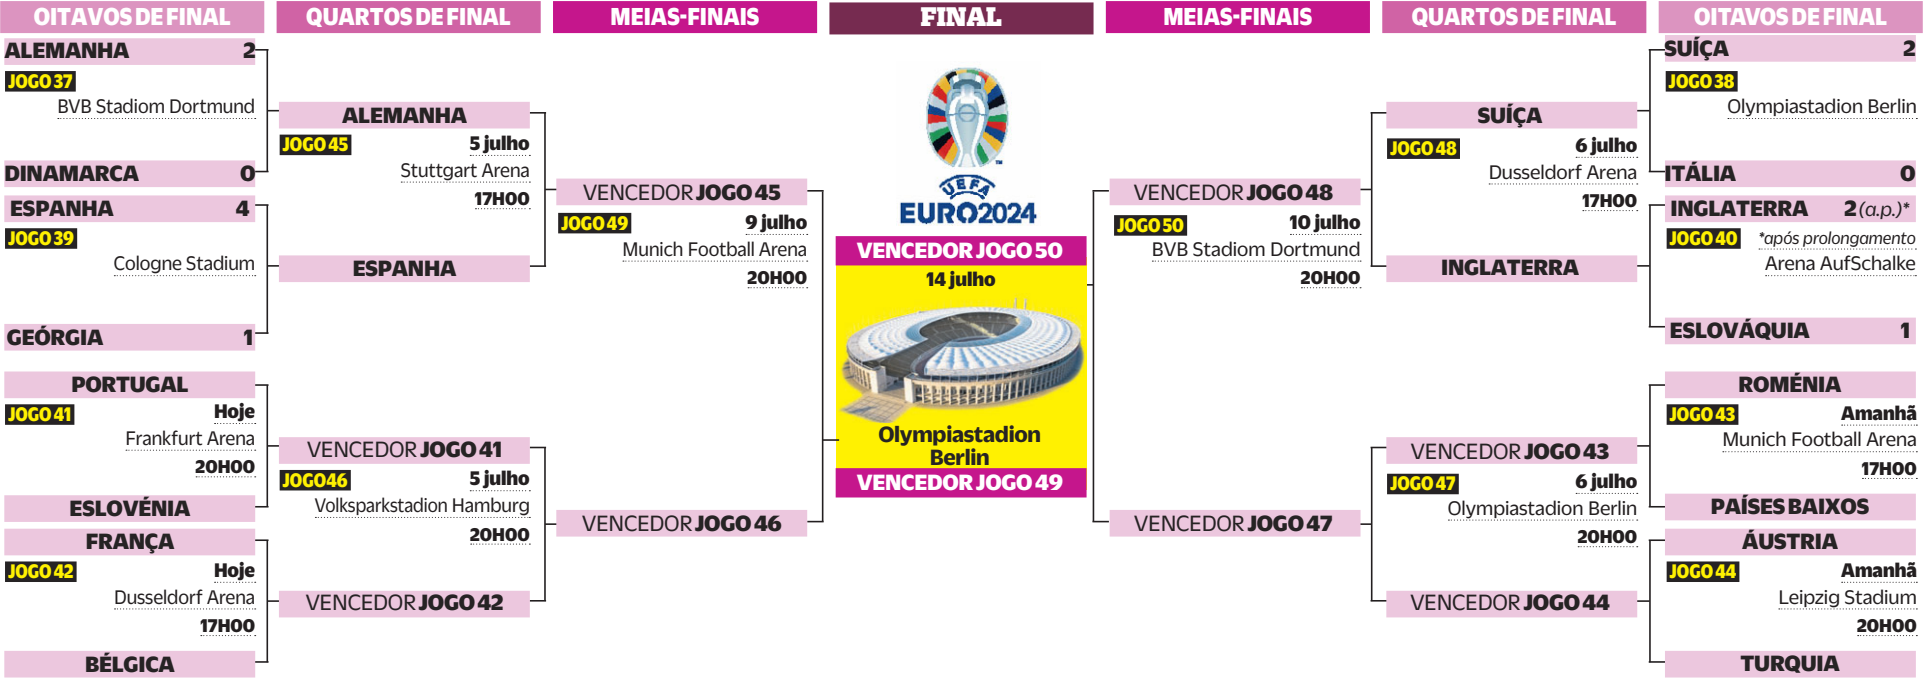 OITAVOS DE FINAL
QUARTOS DE FINAL
MEIAS-FINAIS
FINAL
MEIAS-FINAIS
QUARTOS DE FINAL
OITAVOS DE FINAL
ALEMANHA 2
JOGO 37
BVB Stadiom Dortmund
DINAMARCA 0
ESPANHA 4
JOGO 39
Cologne Stadium
GEÓRGIA 1
PORTUGAL
JOGO 41 Hoje
Frankfurt Arena
20H00
ESLOVÉNIA
FRANÇA
JOGO 42 Hoje
Dusseldorf Arena
17H00
BÉLGICA
ALEMANHA
JOGO 45 5 julho
Stuttgart Arena
17H00
ESPANHA
VENCEDOR JOGO 41
JOGO46 5 julho
Volksparkstadion Hamburg
20H00
VENCEDOR JOGO 42
VENCEDOR JOGO 45
JOGO 49 9 julho
Munich Football Arena
20H00
VENCEDOR JOGO 46
TM
UEFA
EURO2024
VENCEDOR JOGO 50
14 julho
Olympiastadion
Berlin
VENCEDOR JOGO 49
VENCEDOR JOGO 48
JOGO 50 10 julho
BVB Stadiom Dortmund
20H00
VENCEDOR JOGO 47
SUÍÇA
JOGO 48 6 julho
Dusseldorf Arena
17H00
INGLATERRA
VENCEDOR JOGO 43
JOGO 47 6 julho
Olympiastadion Berlin
20H00
VENCEDOR JOGO 44
SUÍÇA 2
JOGO 38
Olympiastadion Berlin
ITÁLIA 0
INGLATERRA 2 (a.p.)*
JOGO 40 *após prolongamento
Arena AufSchalke
ESLOVÁQUIA 1
ROMÉNIA
JOGO 43 Amanhã
Munich Football Arena
17H00
PAÍSES BAIXOS
ÁUSTRIA
JOGO 44 Amanhã
Leipzig Stadium
20H00
TURQUIA